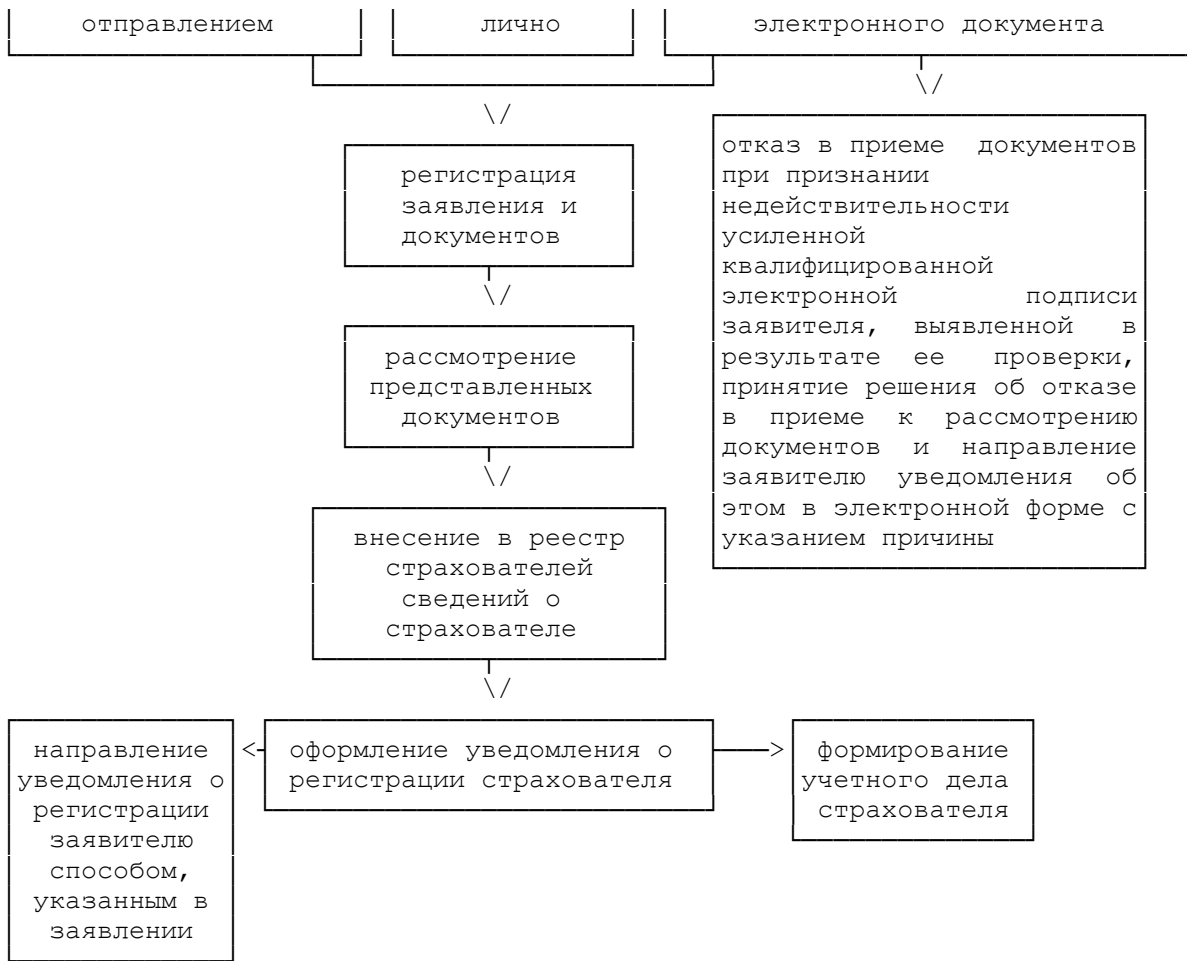 отправлением
лично
электронного документа
\/
\/
регистрация
заявления и
документов
\/
рассмотрение
представленных
документов
\/
внесение в реестр
страхователей
сведений о
страхователе
\/
отказ в приеме документов
при признании
недействительности
усиленной
квалифицированной
электронной подписи
заявителя, выявленной в
результате ее проверки,
принятие решения об отказе
в приеме к рассмотрению
документов и направление
заявителю уведомления об
этом в электронной форме с
указанием причины
направление
уведомления о
регистрации
заявителю
способом,
указанным в
заявлении
<
оформление уведомления о
регистрации страхователя
>
формирование
учетного дела
страхователя